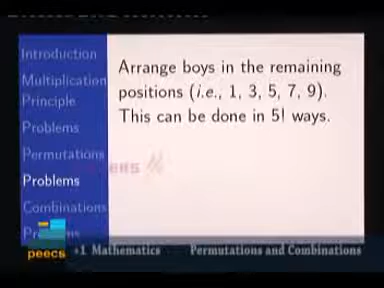 Introduction
Multiplication
Principle
Problems
Permutations
Problems
Combinations
Arrange boys in the remaining
positions (i.e., 1, 3, 5, 7, 9).
This can be done in 5! ways.
peecs
+1 Mathematics
Permutations and Combinations